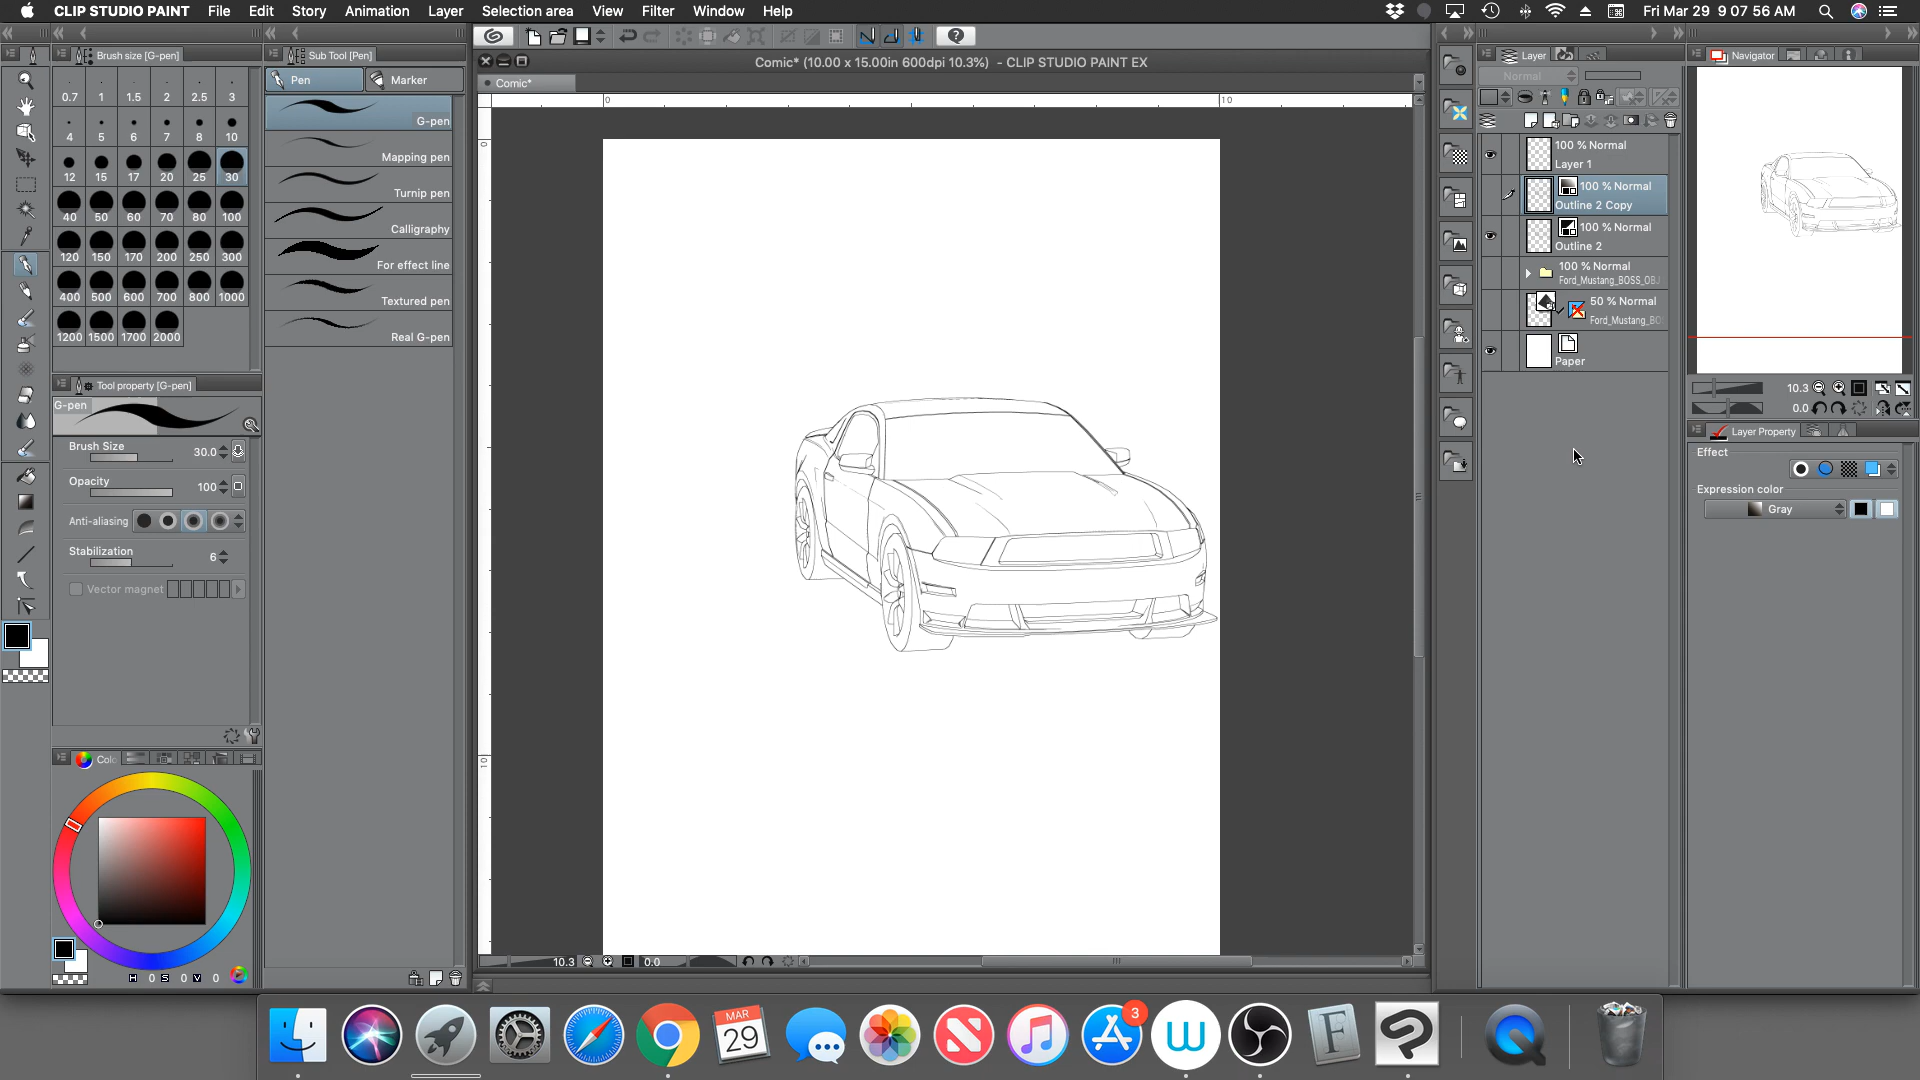 CLIP STUDIO PAINT File Edit Story Animation Layer Selection area View Filter Window Help
Fri Mar 29 9 07 56 AM
Brush size [G-pen]
0.7 1 1.5 2 2.5 3
4 5 6 7 8 10
12 15 17 20 25 30
40 50 60 70 80 100
120 150 170 200 250 300
400 500 600 700 800 1000
1200 1500 1700 2000
Tool property [G-pen]
G-pen
Brush Size 30.0
Opacity 100
Anti-aliasing
Stabilization 6
Vector magnet
Colo
H 0 S 0 V 0
Sub Tool [Pen]
Pen Marker
G-pen
Mapping pen
Turnip pen
Calligraphy
For effect line
Textured pen
Real G-pen
Comic* (10.00 x 15.00in 600dpi 10.3%) - CLIP STUDIO PAINT EX
Comic*
0 10
0
10
10.3 0.0
Layer
Normal
100 % Normal
Layer 1
100 % Normal
Outline 2 Copy
100 % Normal
Outline 2
100 % Normal
Ford_Mustang_BOSS_OBJ
50 % Normal
Ford_Mustang_BO
Paper
Navigator
10.3
0.0
Layer Property
Effect
Expression color
Gray
MAR
29
3